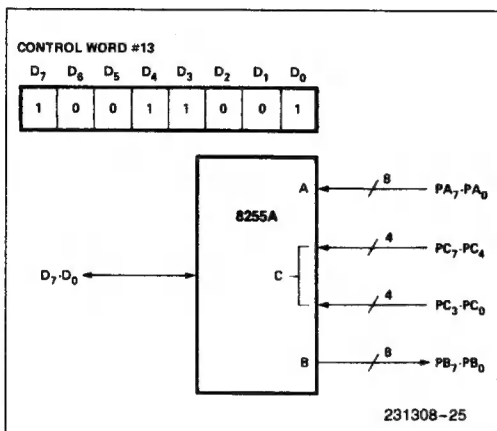 CONTROL WORD #13
D7 D6 D5 D4 D3 D2 D1 D0
1 0 0 1 1 0 0 1
8255A
A
8
PA7-PA0
4
PC7-PC4
C
4
PC3-PC0
D7-D0
B
8
PB7-PB0
231308-25